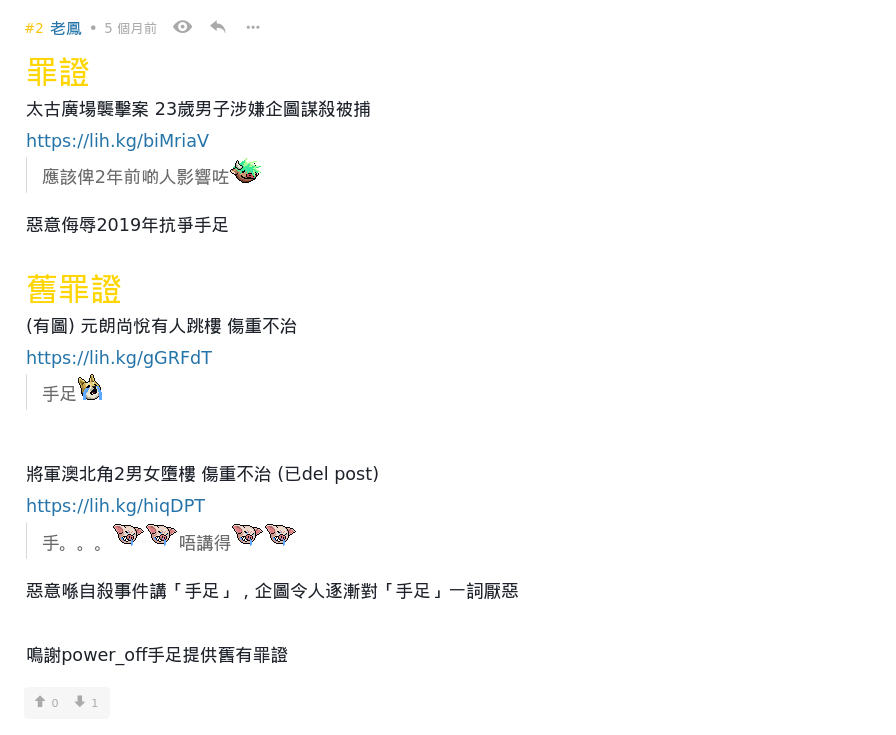 #2 老鳳 • 5 個月前
罪證
太古廣場襲擊案 23歲男子涉嫌企圖謀殺被捕
https://lih.kg/biMriaV
應該俾2年前啲人影響咗
惡意侮辱2019年抗爭手足
舊罪證
(有圖) 元朗尚悅有人跳樓 傷重不治
https://lih.kg/gGRFdT
手足
將軍澳北角2男女墮樓 傷重不治 (已del post)
https://lih.kg/hiqDPT
手。。。 唔講得
惡意喺自殺事件講「手足」，企圖令人逐漸對「手足」一詞厭惡
鳴謝power_off手足提供舊有罪證
0 1